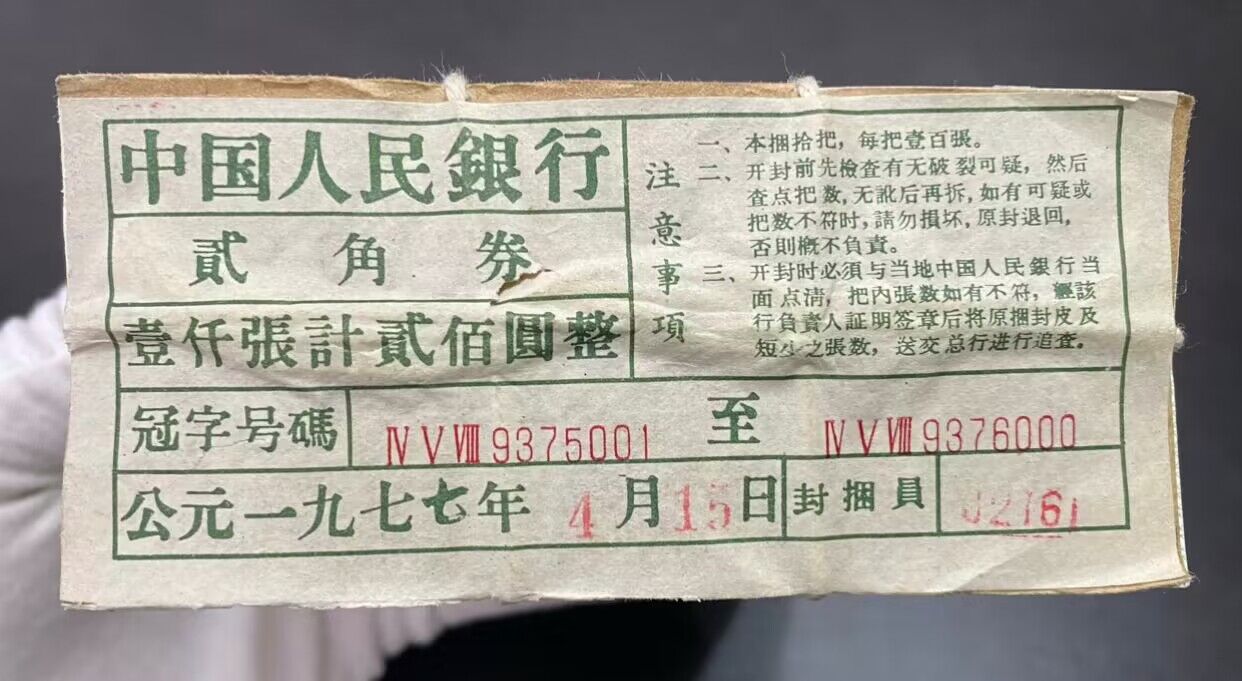 中国人民銀行
貳角券
壹仟張計貳佰圓整
注意事項
一、本捆拾把，每把壹百張。
二、开封前先檢查有无破裂可疑，然后
查点把数，无訛后再拆，如有可疑或
把数不符时，請勿損坏，原封退回，
否則概不負責。
三、开封时必須与当地中国人民銀行当
面点清，把內張数如有不符，經該
行負責人証明签章后将原捆封皮及
短少之張数，送交总行进行追查。
冠字号碼 ⅣⅤⅧ9375001 至 ⅣⅤⅧ9376000
公元一九七七年4月15日 封捆員